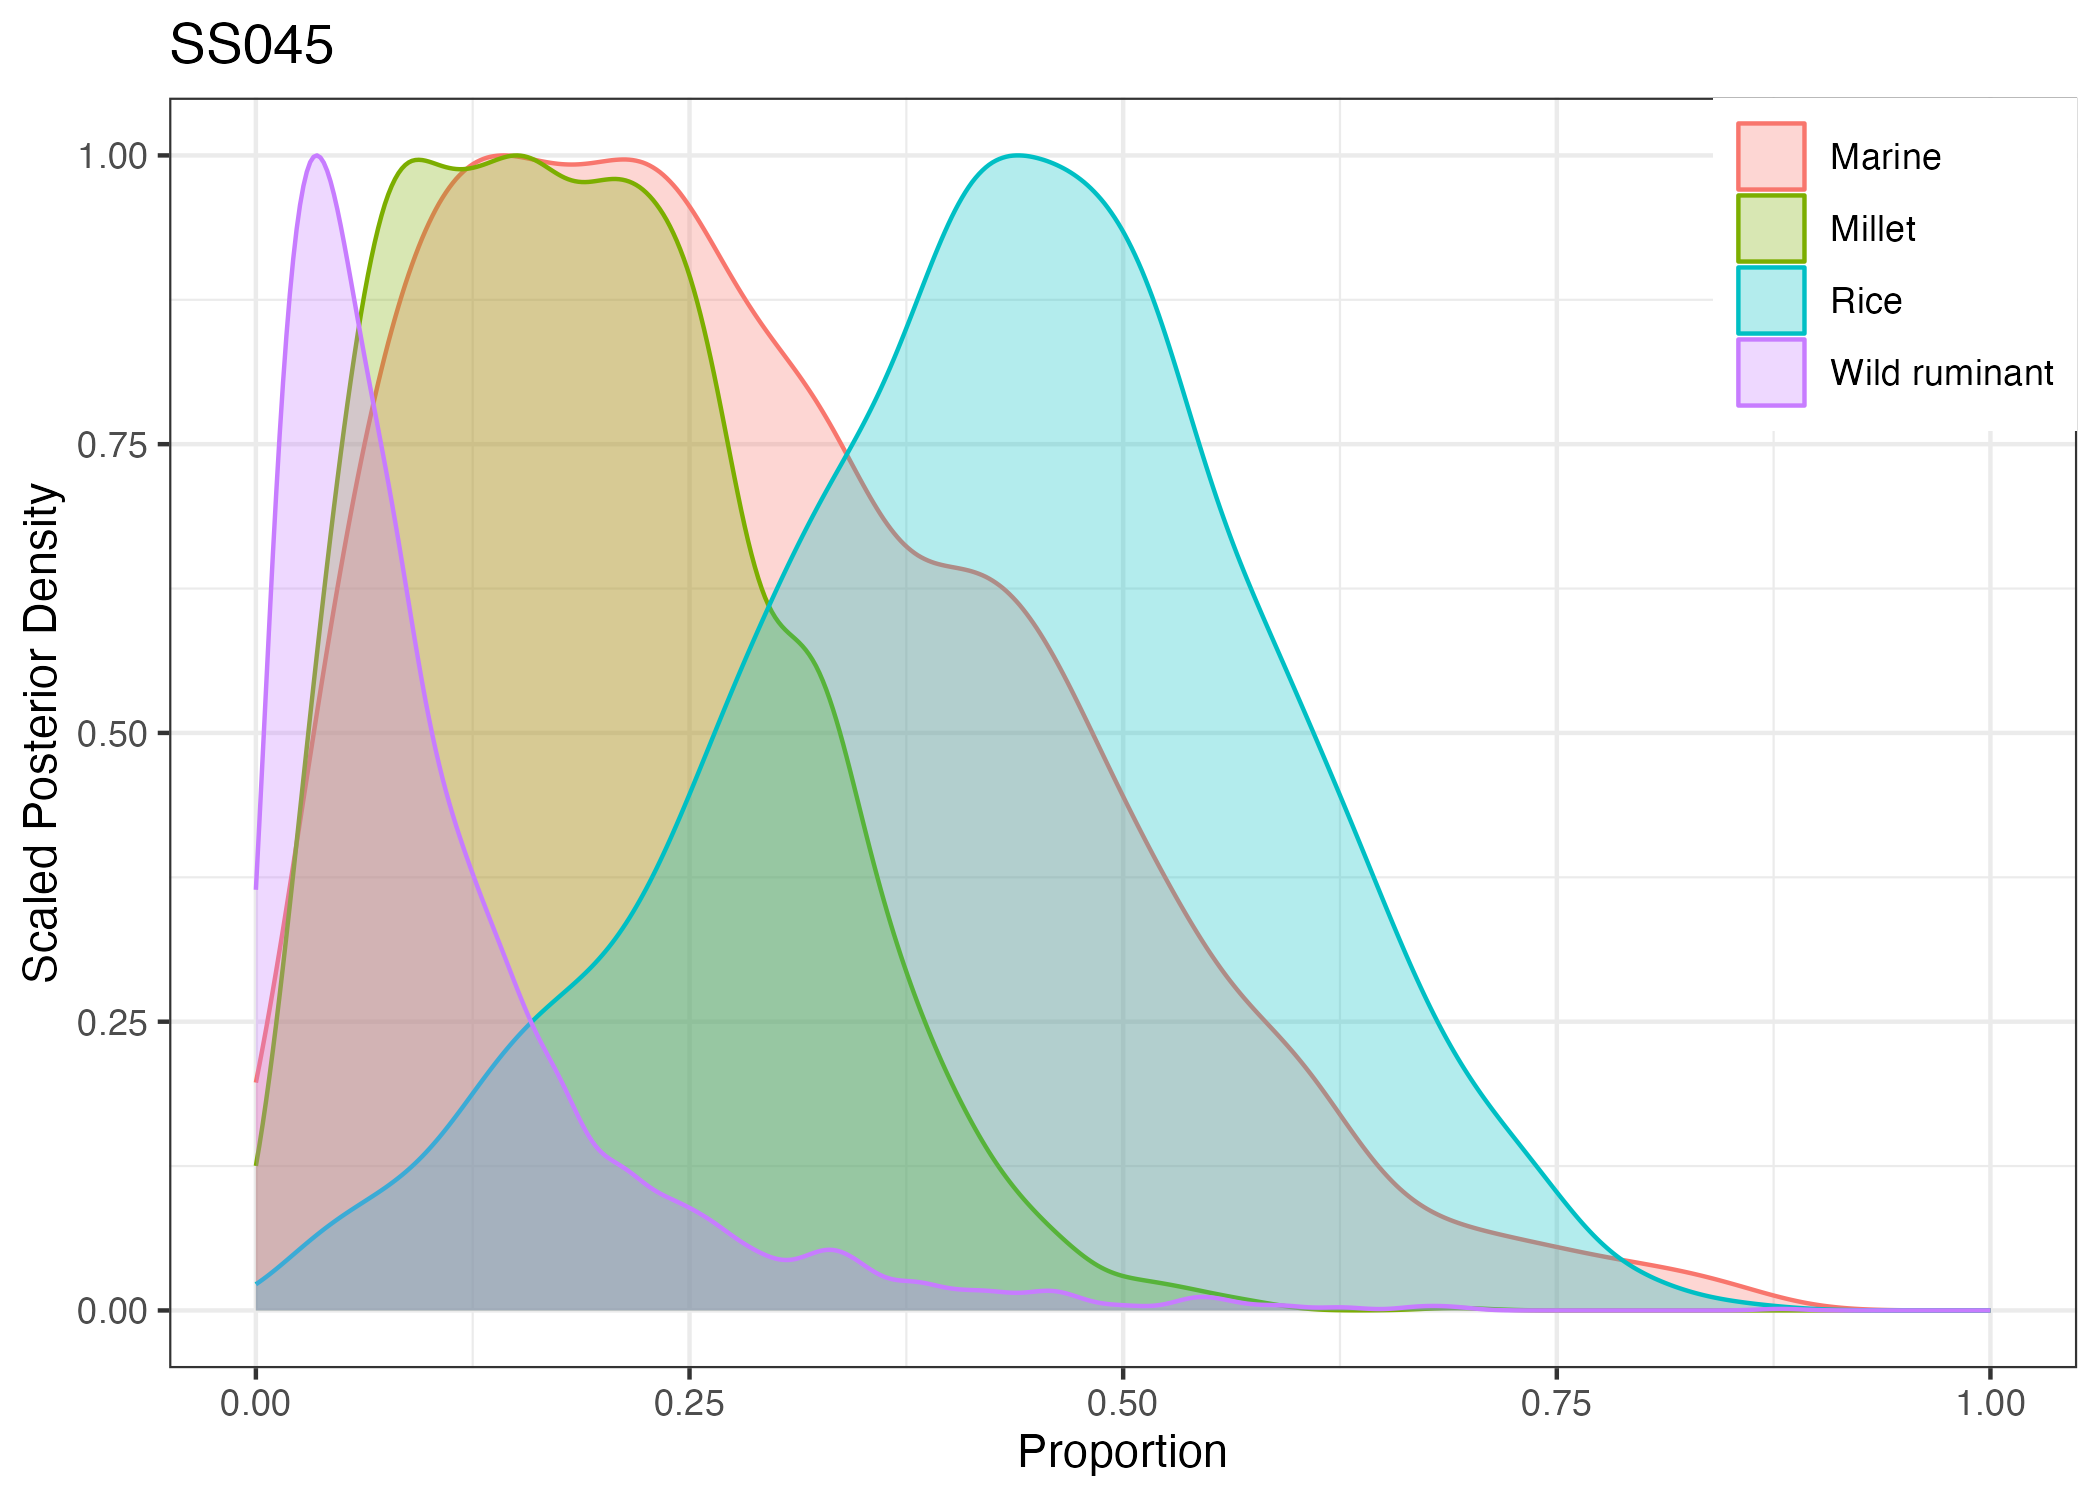 SS045
Marine
Millet
Rice
Wild ruminant
1.00
0.75
0.50
0.25
0.00
Scaled Posterior Density
0.00 0.25 0.50 0.75 1.00
Proportion